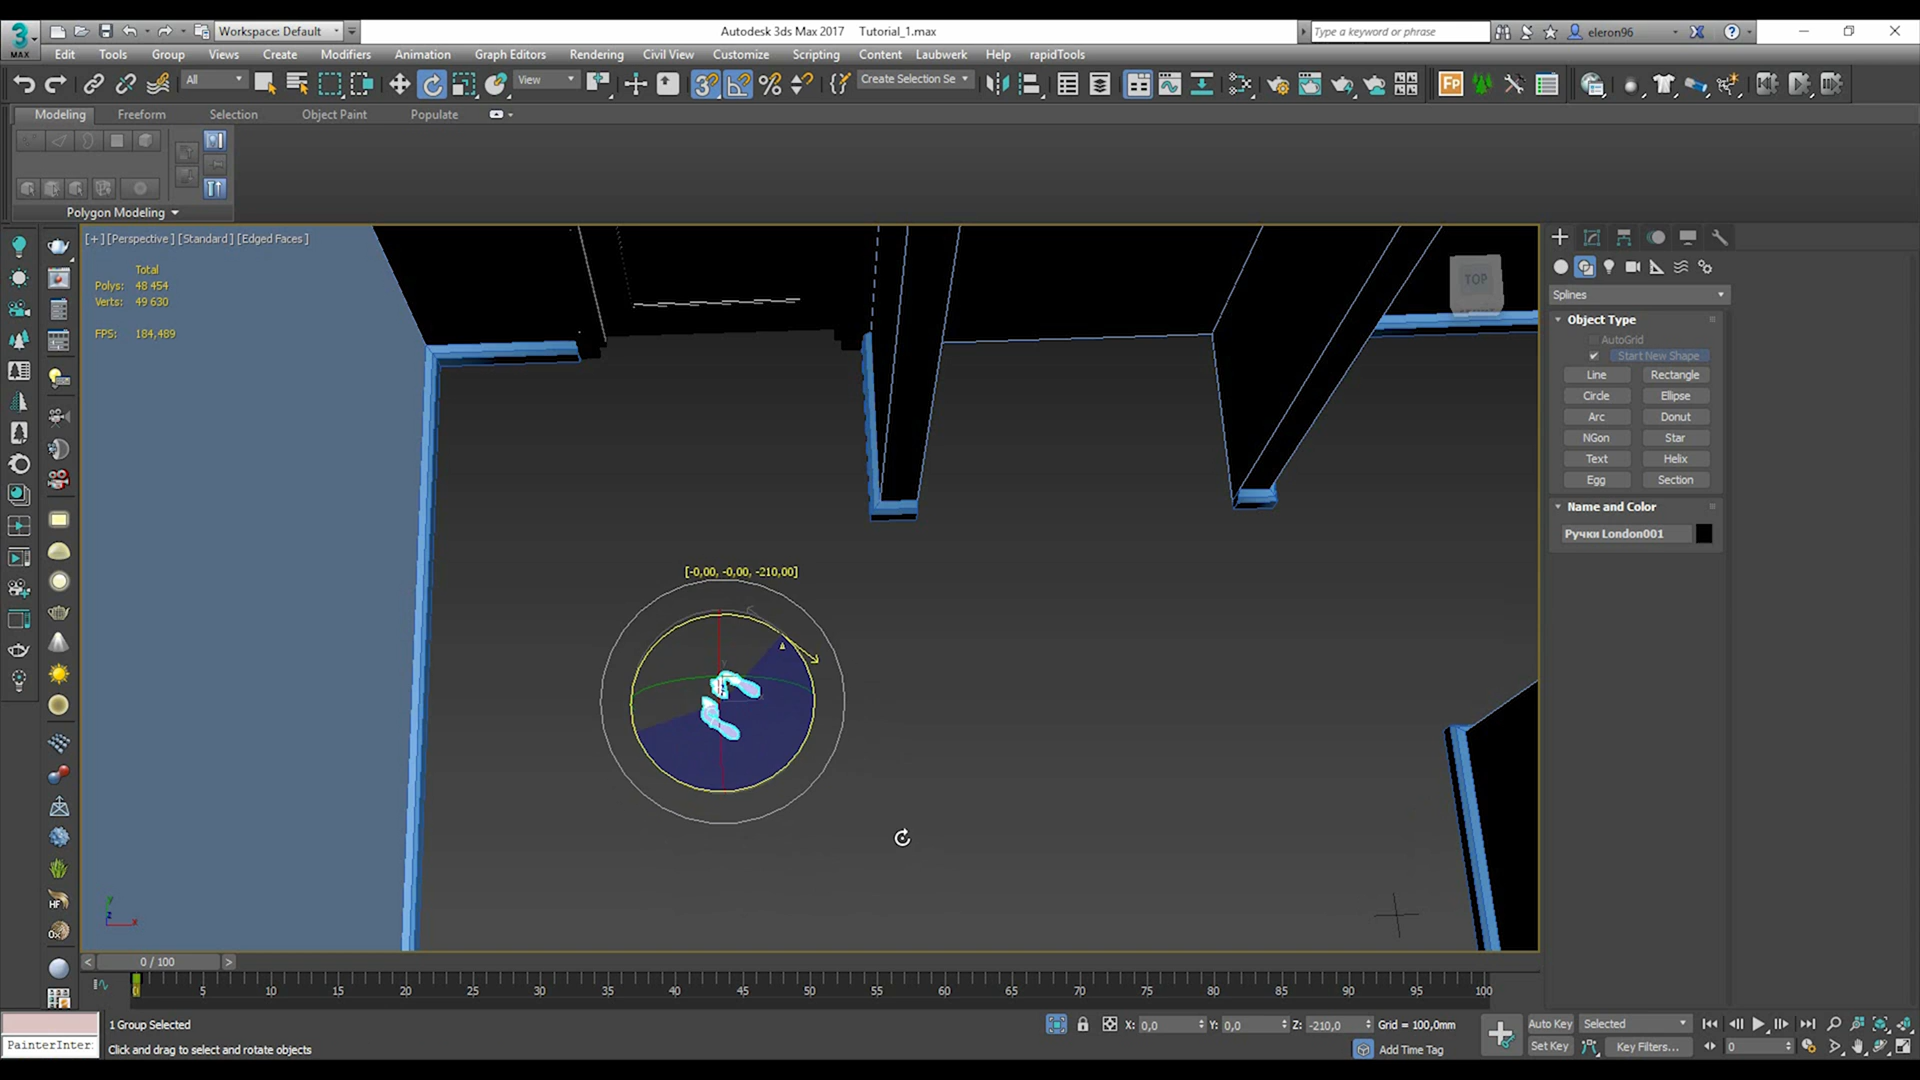 Workspace: Default
Autodesk 3ds Max 2017 Tutorial_1.max
Type a keyword or phrase
eleron96
3
MAX
Edit Tools Group Views Create Modifiers Animation Graph Editors Rendering Civil View Customize Scripting Content Laubwerk Help rapidTools
All
View
3
Create Selection Se
Fp
Modeling Freeform Selection Object Paint Populate
Polygon Modeling
[+] [Perspective] [Standard] [Edged Faces]
Total
Polys: 48 454
Verts: 49 630
FPS: 184,489
TOP
[-0,00, -0,00, -210,00]
Splines
Object Type
AutoGrid
Start New Shape
Line Rectangle
Circle Ellipse
Arc Donut
NGon Star
Text Helix
Egg Section
Name and Color
Ручки London001
HF
y
z
x
< 0 / 100 >
0 5 10 15 20 25 30 35 40 45 50 55 60 65 70 75 80 85 90 95 100
1 Group Selected
X: 0,0 Y: 0,0 Z: -210,0 Grid = 100,0mm
Auto Key Selected
PainterInter:
Click and drag to select and rotate objects
Add Time Tag
Set Key Key Filters... 0